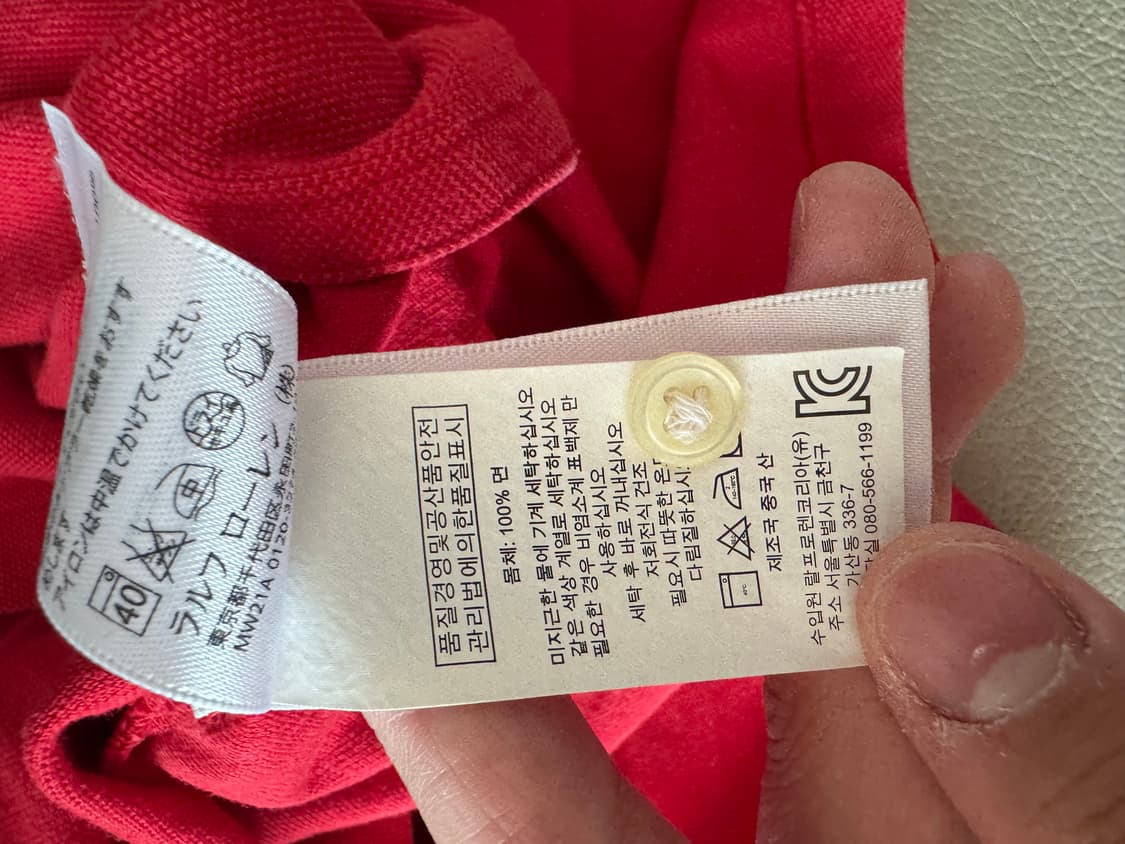 アイロンは中温でかけてください
40
ラルフ ローレン (株)
東京都千代田区永田町
MW21A 0120.3
품질경영및공산품안전
관리법에의한품질표시
몸체: 100% 면
미지근한 물에 기계 세탁하십시오
같은 색상 계열로 세탁하십시오
필요한 경우 비염소계 표백제 만
사용하십시오
세탁 후 바로 꺼내십시오
저회전식 건조
필요시 따뜻한
다림질하십시
제조국 중국 산
수입원 랄프로렌코리아(유)
주소 서울특별시 금천구
가산동 336-7
080-566-1199